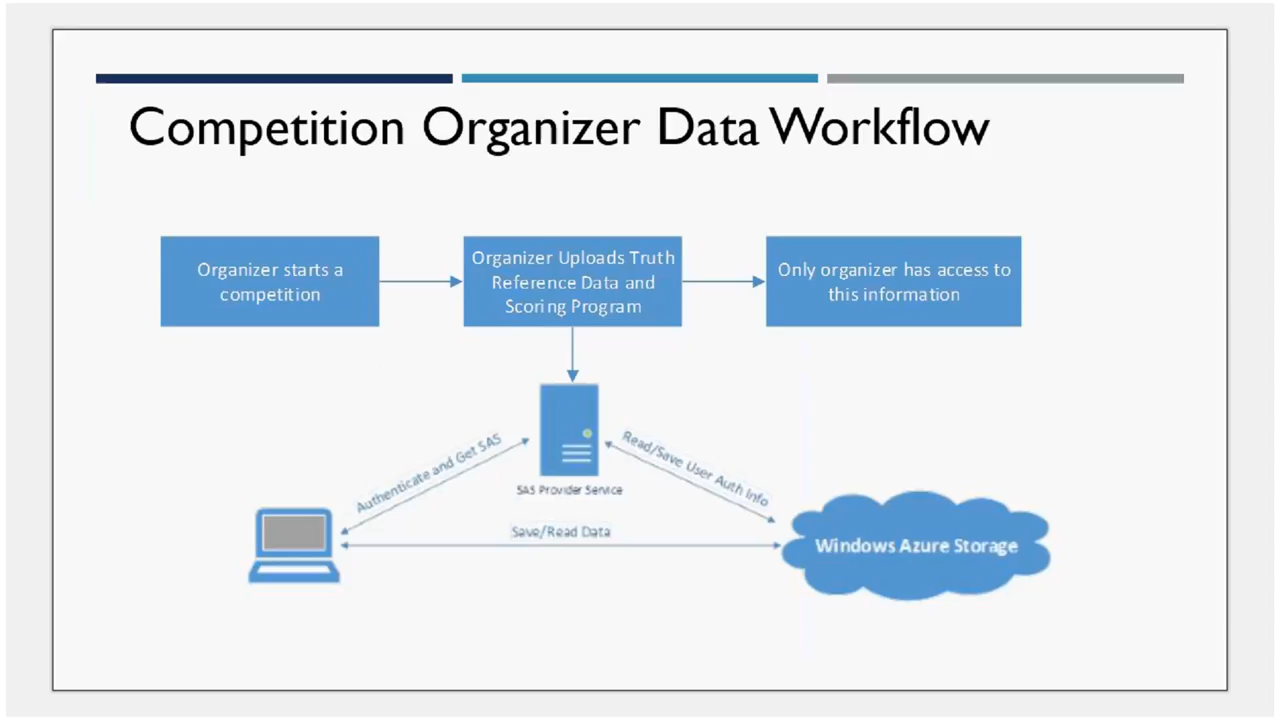 Competition Organizer Data Workflow
Organizer starts a
competition
Organizer Uploads Truth
Reference Data and
Scoring Program
Only organizer has access to
this information
Authenticate and Get SAS
Read/Save User Auth Info
SAS Provider Service
Save/Read Data
Windows Azure Storage